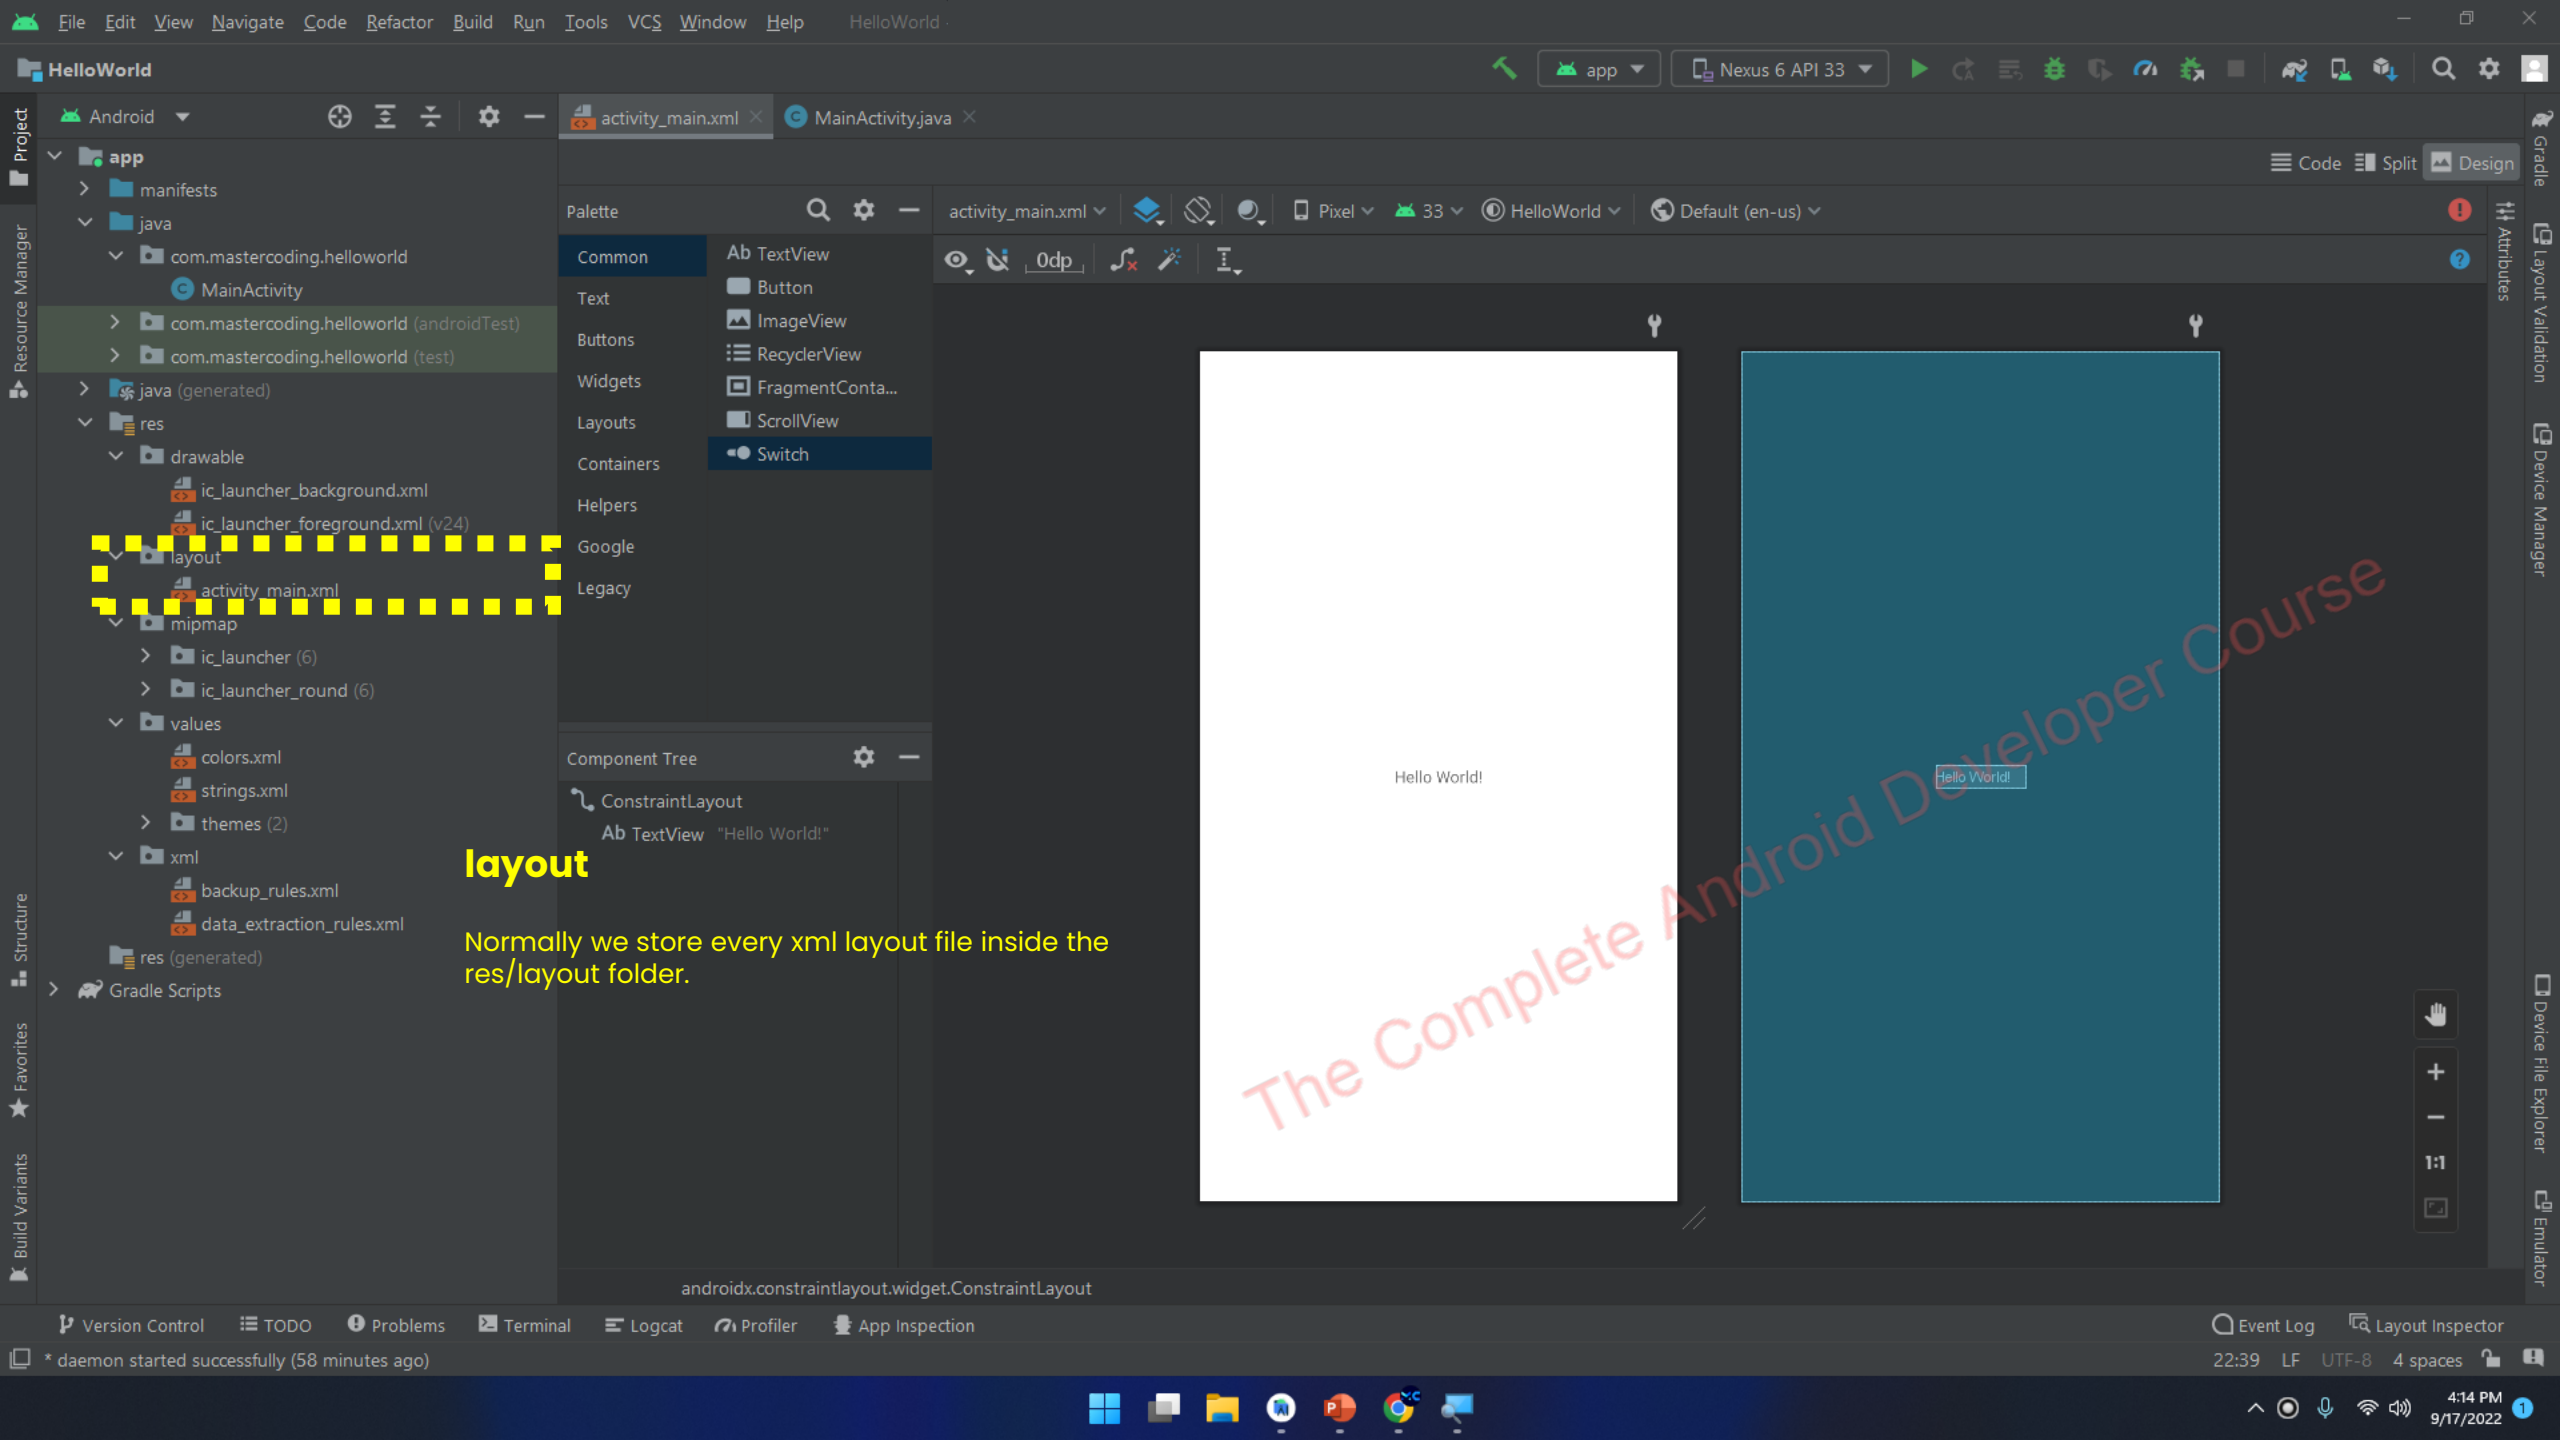 File Edit View Navigate Code Refactor Build Run Tools VCS Window Help HelloWorld -
HelloWorld
app
Nexus 6 API 33
Project
Android
activity_main.xml
MainActivity.java
app
manifests
java
com.mastercoding.helloworld
MainActivity
com.mastercoding.helloworld (androidTest)
com.mastercoding.helloworld (test)
java (generated)
res
drawable
ic_launcher_background.xml
ic_launcher_foreground.xml (v24)
layout
activity_main.xml
mipmap
ic_launcher (6)
ic_launcher_round (6)
values
colors.xml
strings.xml
themes (2)
xml
backup_rules.xml
data_extraction_rules.xml
res (generated)
Gradle Scripts
Resource Manager
Structure
Favorites
Build Variants
Code Split Design
Palette
Common
Text
Buttons
Widgets
Layouts
Containers
Helpers
Google
Legacy
Ab TextView
Button
ImageView
RecyclerView
FragmentConta...
ScrollView
Switch
activity_main.xml
Pixel
33
HelloWorld
Default (en-us)
0dp
Component Tree
ConstraintLayout
Ab TextView "Hello World!"
layout
Normally we store every xml layout file inside the
res/layout folder.
Hello World!
Hello World!
The Complete Android Developer Course
1:1
Gradle
Attributes
Layout Validation
Device Manager
Device File Explorer
Emulator
androidx.constraintlayout.widget.ConstraintLayout
Version Control TODO Problems Terminal Logcat Profiler App Inspection Event Log Layout Inspector
* daemon started successfully (58 minutes ago)
22:39 LF UTF-8 4 spaces
4:14 PM
9/17/2022
1